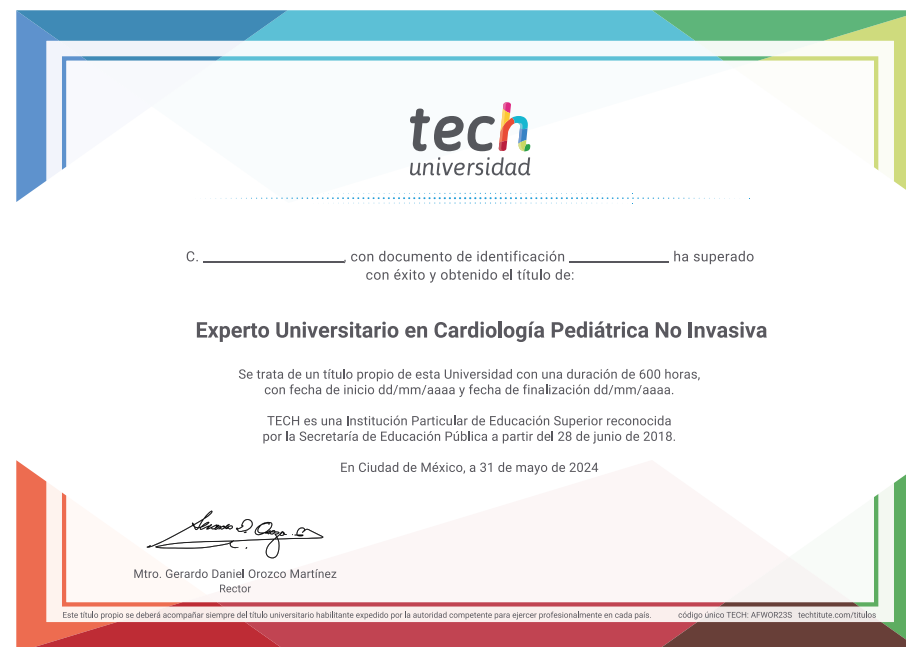 tech
universidad
C. ____________________, con documento de identificación ______________ ha superado
con éxito y obtenido el título de:
Experto Universitario en Cardiología Pediátrica No Invasiva
Se trata de un título propio de esta Universidad con una duración de 600 horas,
con fecha de inicio dd/mm/aaaa y fecha de finalización dd/mm/aaaa.
TECH es una Institución Particular de Educación Superior reconocida
por la Secretaría de Educación Pública a partir del 28 de junio de 2018.
En Ciudad de México, a 31 de mayo de 2024
Mtro. Gerardo Daniel Orozco Martínez
Rector
Este título propio se deberá acompañar siempre del título universitario habilitante expedido por la autoridad competente para ejercer profesionalmente en cada país. código único TECH: AFWOR23S techtitute.com/titulos